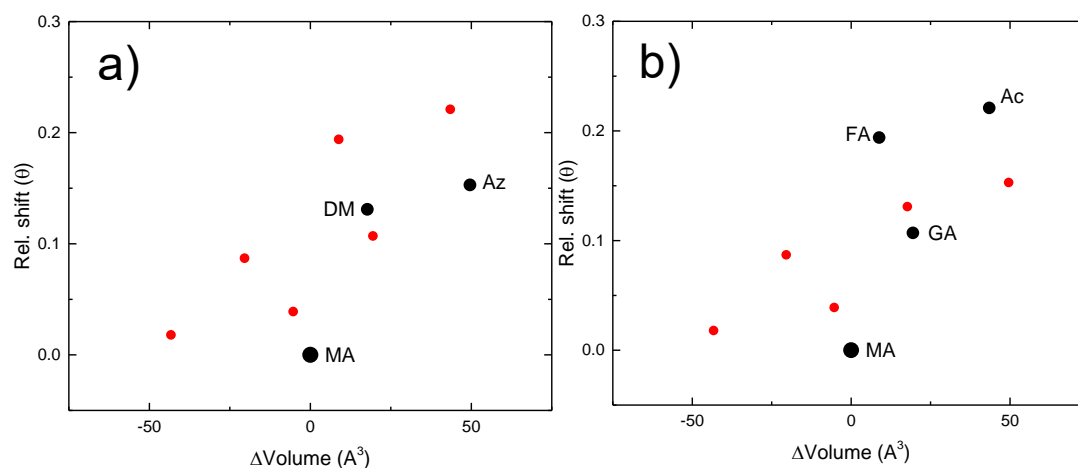 a)
0.3
0.2
0.1
0.0
Rel. shift (θ)
Az
DM
MA
-50
0
50
ΔVolume (A³)
b)
0.3
0.2
0.1
0.0
Rel. shift (θ)
Ac
FA
GA
MA
-50
0
50
ΔVolume (A³)